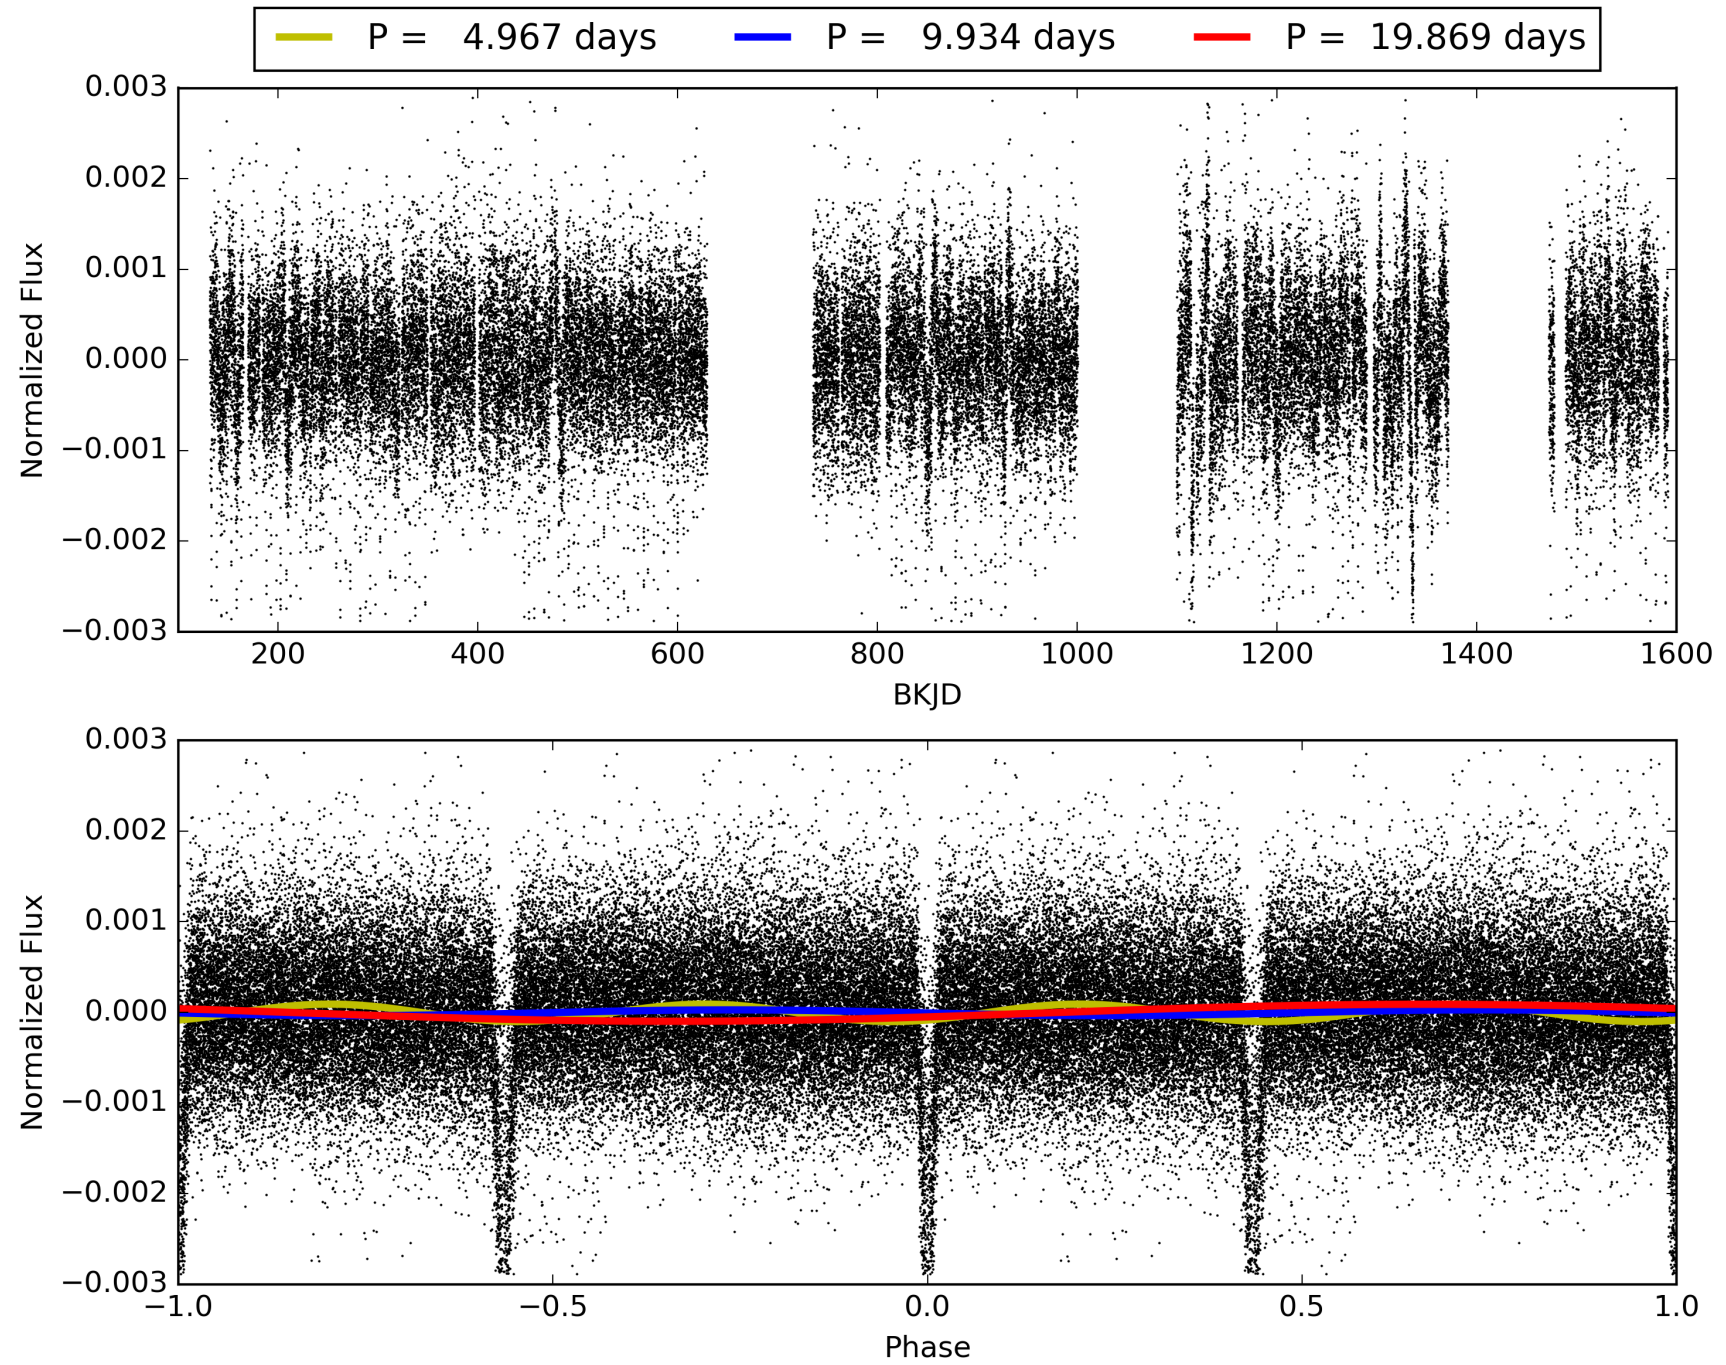 P = 4.967 days P = 9.934 days P = 19.869 days
0.003
0.002
0.001
0.000
−0.001
−0.002
−0.003
Normalized Flux
200 400 600 800 1000 1200 1400 1600
BKJD
0.003
0.002
0.001
0.000
−0.001
−0.002
−0.003
Normalized Flux
−1.0 −0.5 0.0 0.5 1.0
Phase